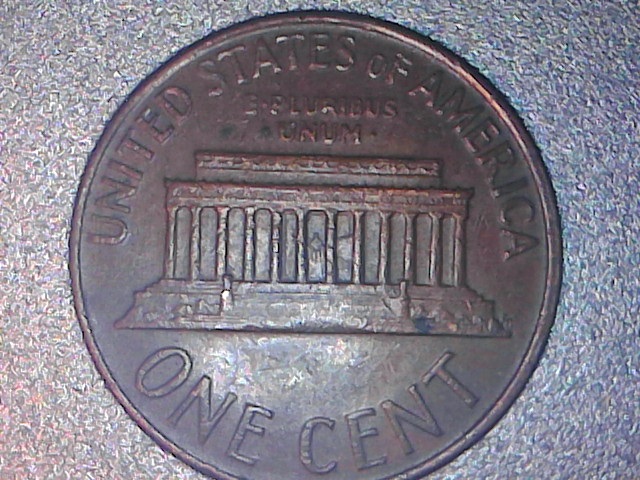 UNITED STATES OF AMERICA
E·PLURIBUS
UNUM
ONE CENT